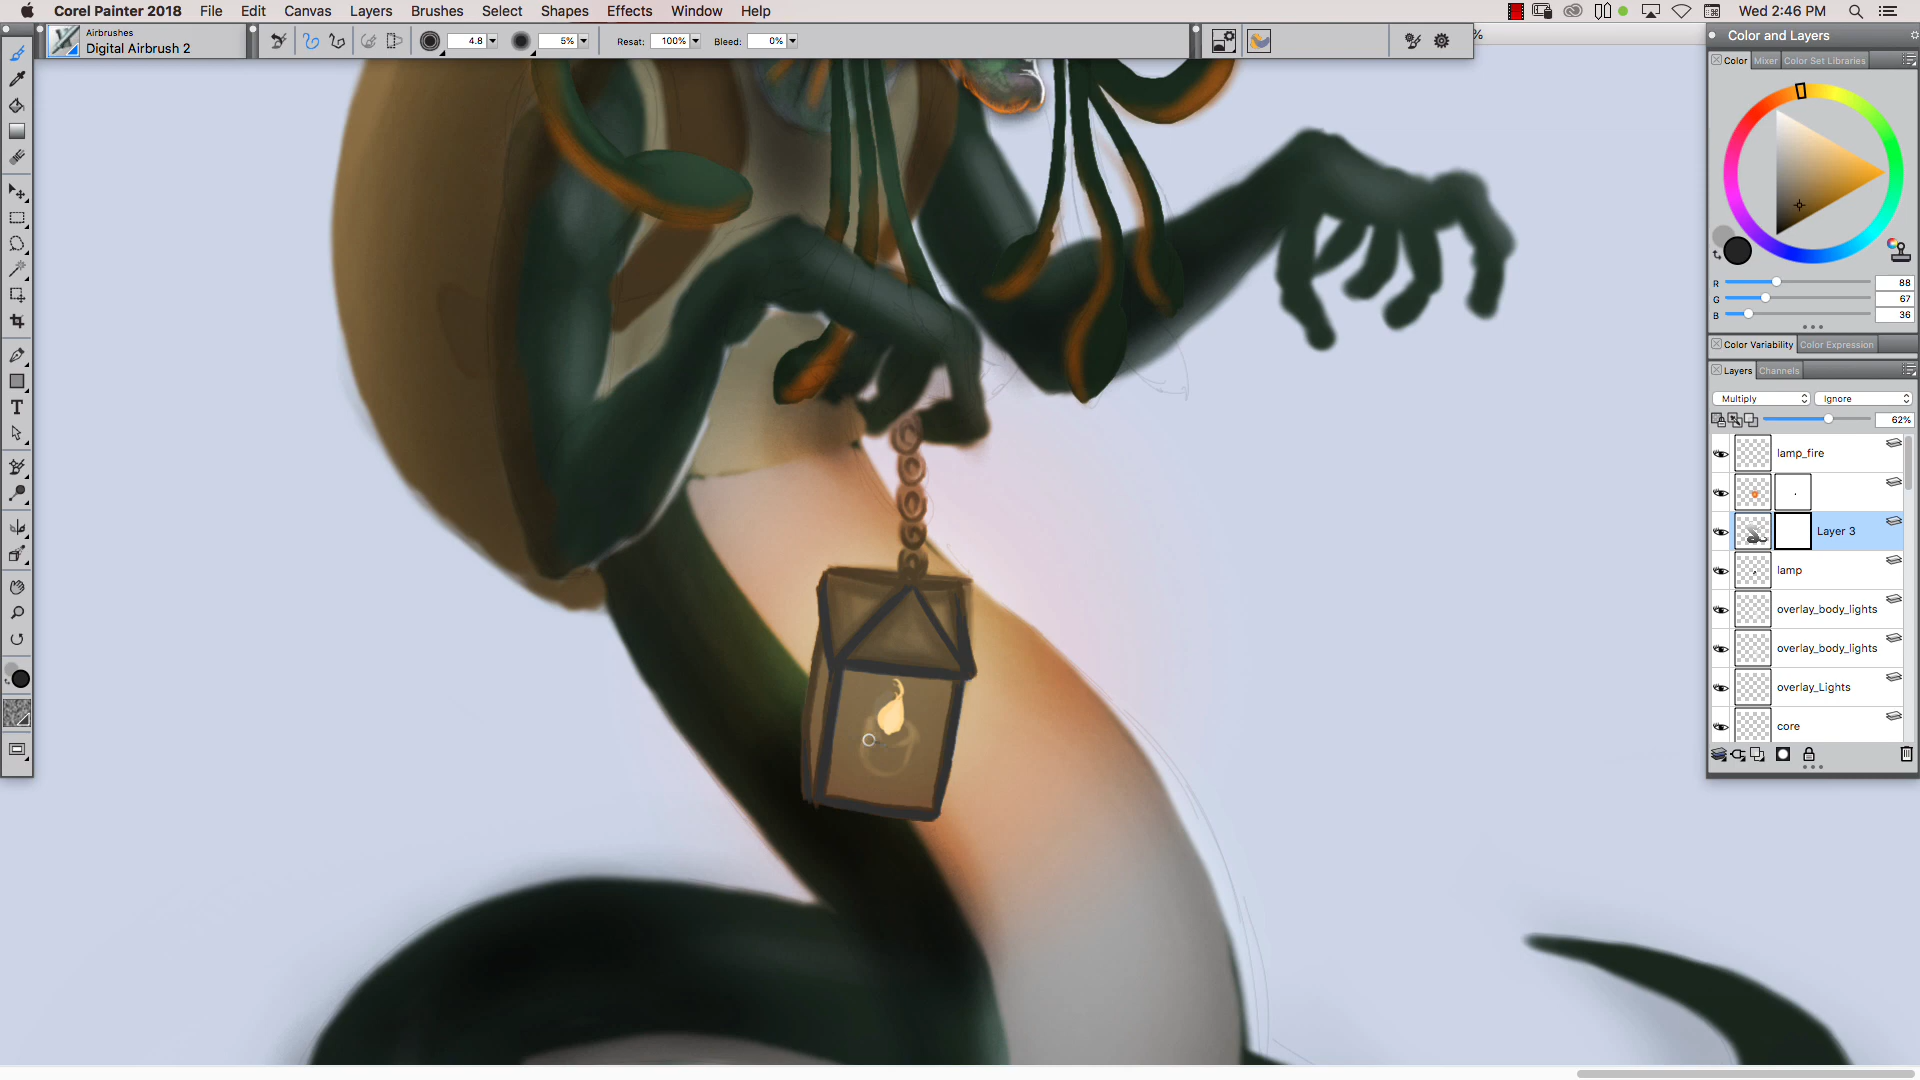 Corel Painter 2018 File Edit Canvas Layers Brushes Select Shapes Effects Window Help Wed 2:46 PM
Airbrushes
Digital Airbrush 2
4.8 5% Resat: 100% Bleed: 0%
%
Color and Layers
Color Mixer Color Set Libraries
R 88
G 67
B 36
Color Variability Color Expression
Layers Channels
Multiply Ignore
62%
lamp_fire
Layer 3
lamp
overlay_body_lights
overlay_body_lights
overlay_Lights
core
T